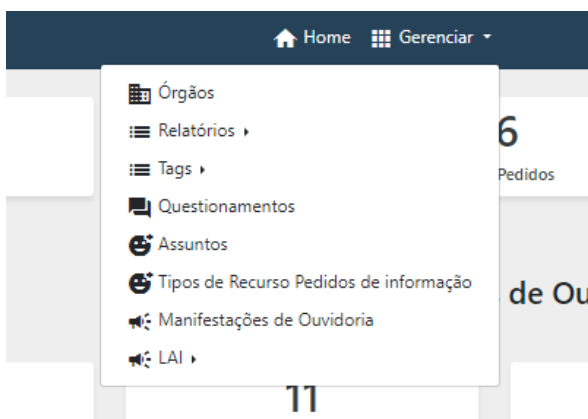 Home Gerenciar
Órgãos
Relatórios
6
Tags
Pedidos
Questionamentos
Assuntos
Tipos de Recurso Pedidos de informação
de Ou
Manifestações de Ouvidoria
LAI
11